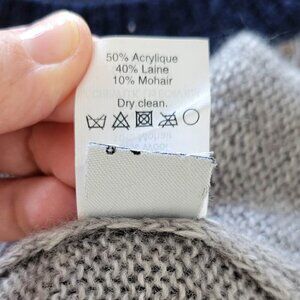 50% Acrylique
40% Laine
10% Mohair
Dry clean.